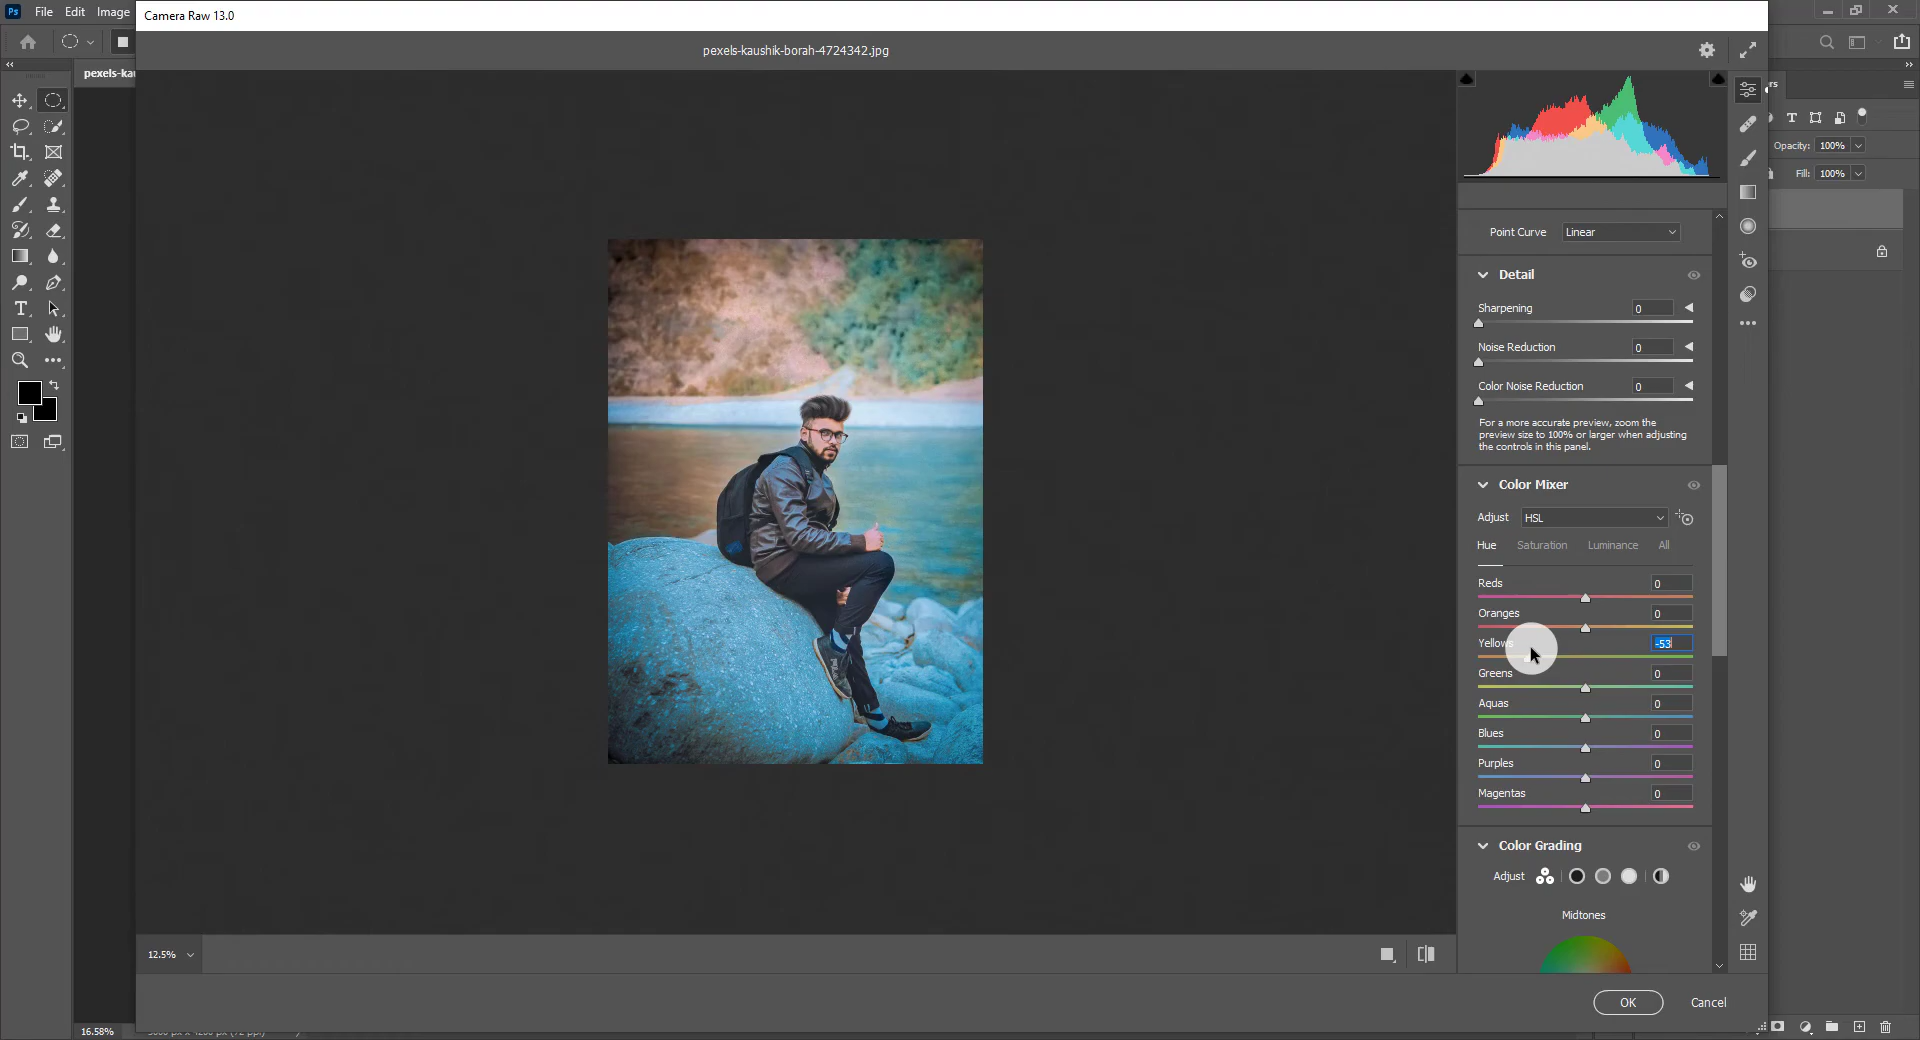 Ps File Edit Image
Camera Raw 13.0
pexels-kaushik-borah-4724342.jpg
pexels-kau
Point Curve Linear
Detail
Sharpening 0
Noise Reduction 0
Color Noise Reduction 0
For a more accurate preview, zoom the
preview size to 100% or larger when adjusting
the controls in this panel.
Color Mixer
Adjust HSL
Hue Saturation Luminance All
Reds 0
Oranges 0
Yellows -53
Greens 0
Aquas 0
Blues 0
Purples 0
Magentas 0
Color Grading
Adjust
Midtones
12.5%
OK Cancel
16.58%
rs
Opacity: 100%
Fill: 100%